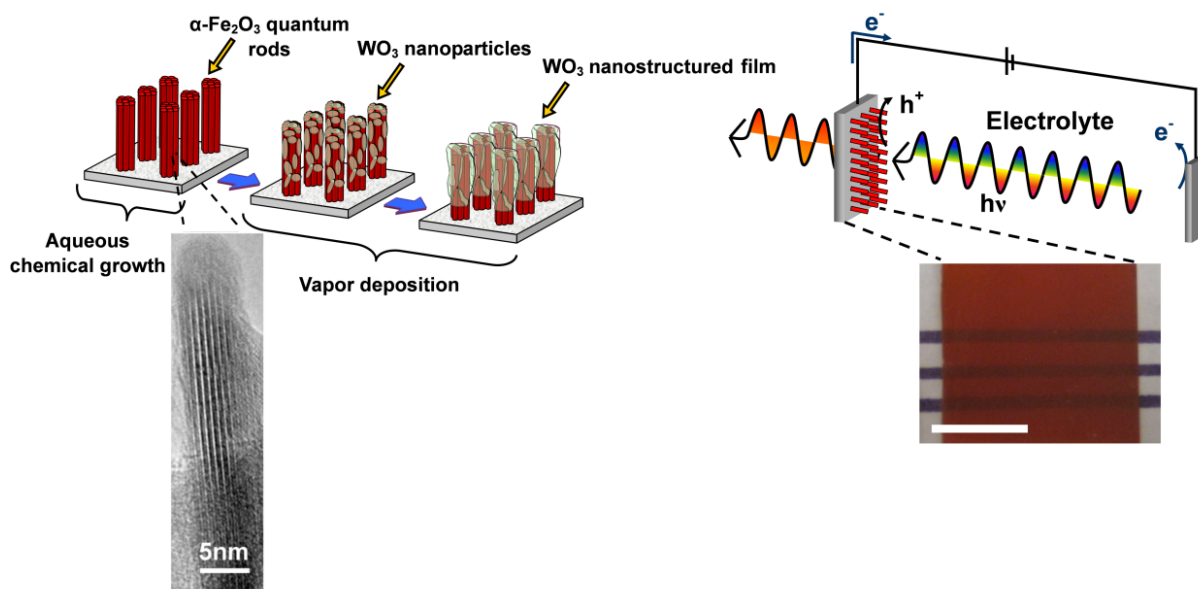 α-Fe₂O₃ quantum
rods
WO₃ nanoparticles
WO₃ nanostructured film
Aqueous
chemical growth
Vapor deposition
5nm
e⁻
h⁺
Electrolyte
e⁻
hν